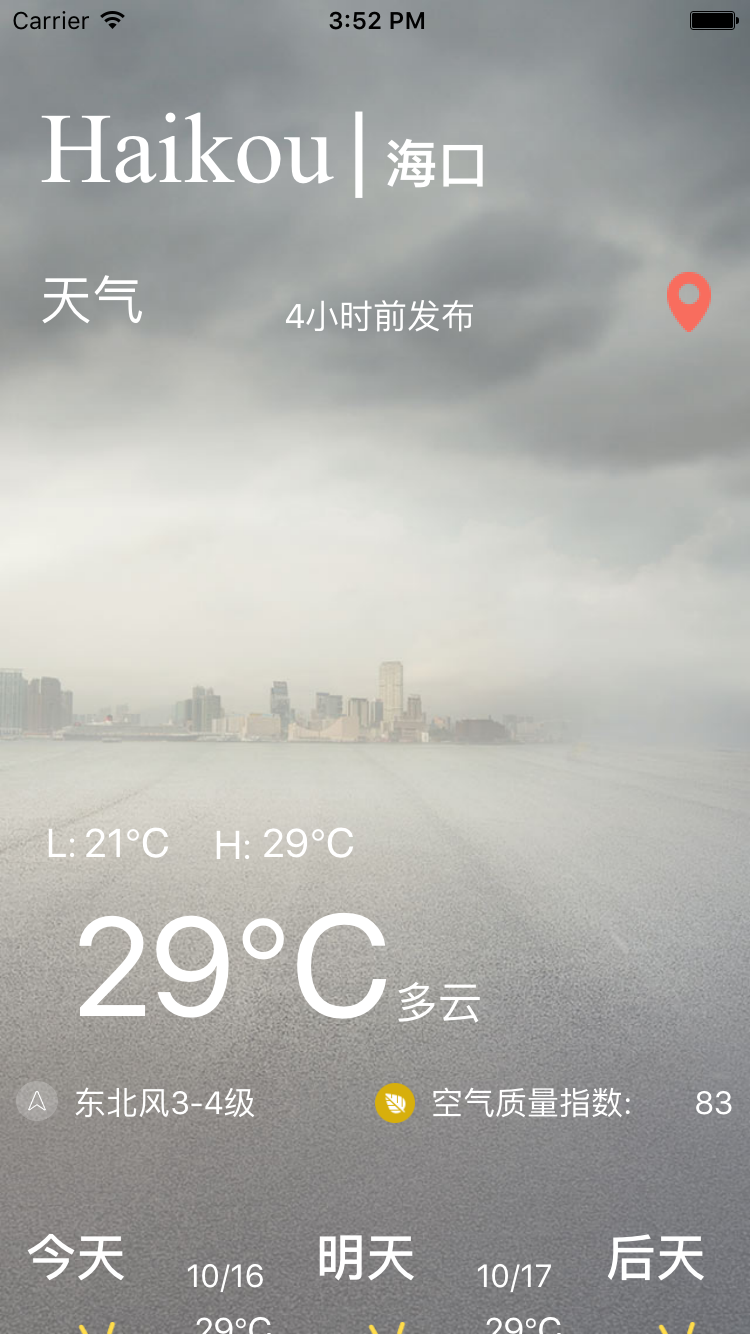 Carrier 3:52 PM
Haikou | 海口
天气 4小时前发布
L: 21°C H: 29°C
29°C 多云
东北风3-4级 空气质量指数: 83
今天 10/16 明天 10/17 后天
29°C 29°C